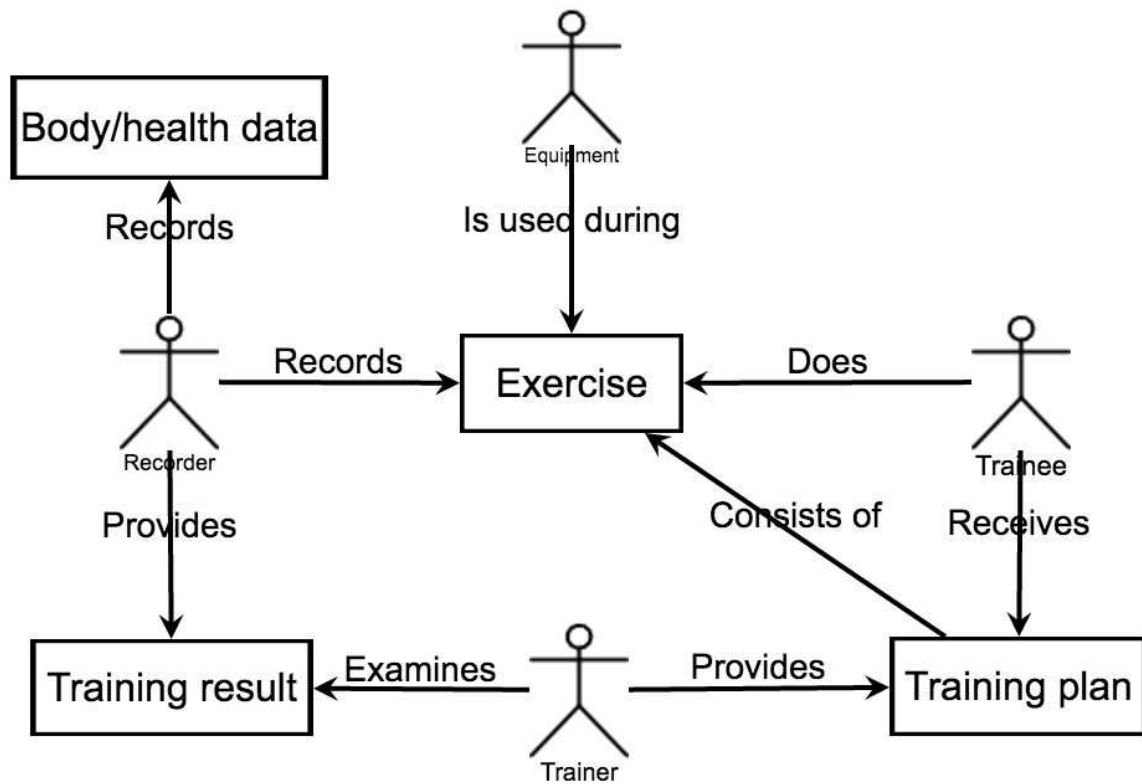 Body/health data
Equipment
Records
Is used during
Records
Exercise
Does
Recorder
Trainee
Provides
Consists of
Receives
Training result
Examines
Provides
Training plan
Trainer